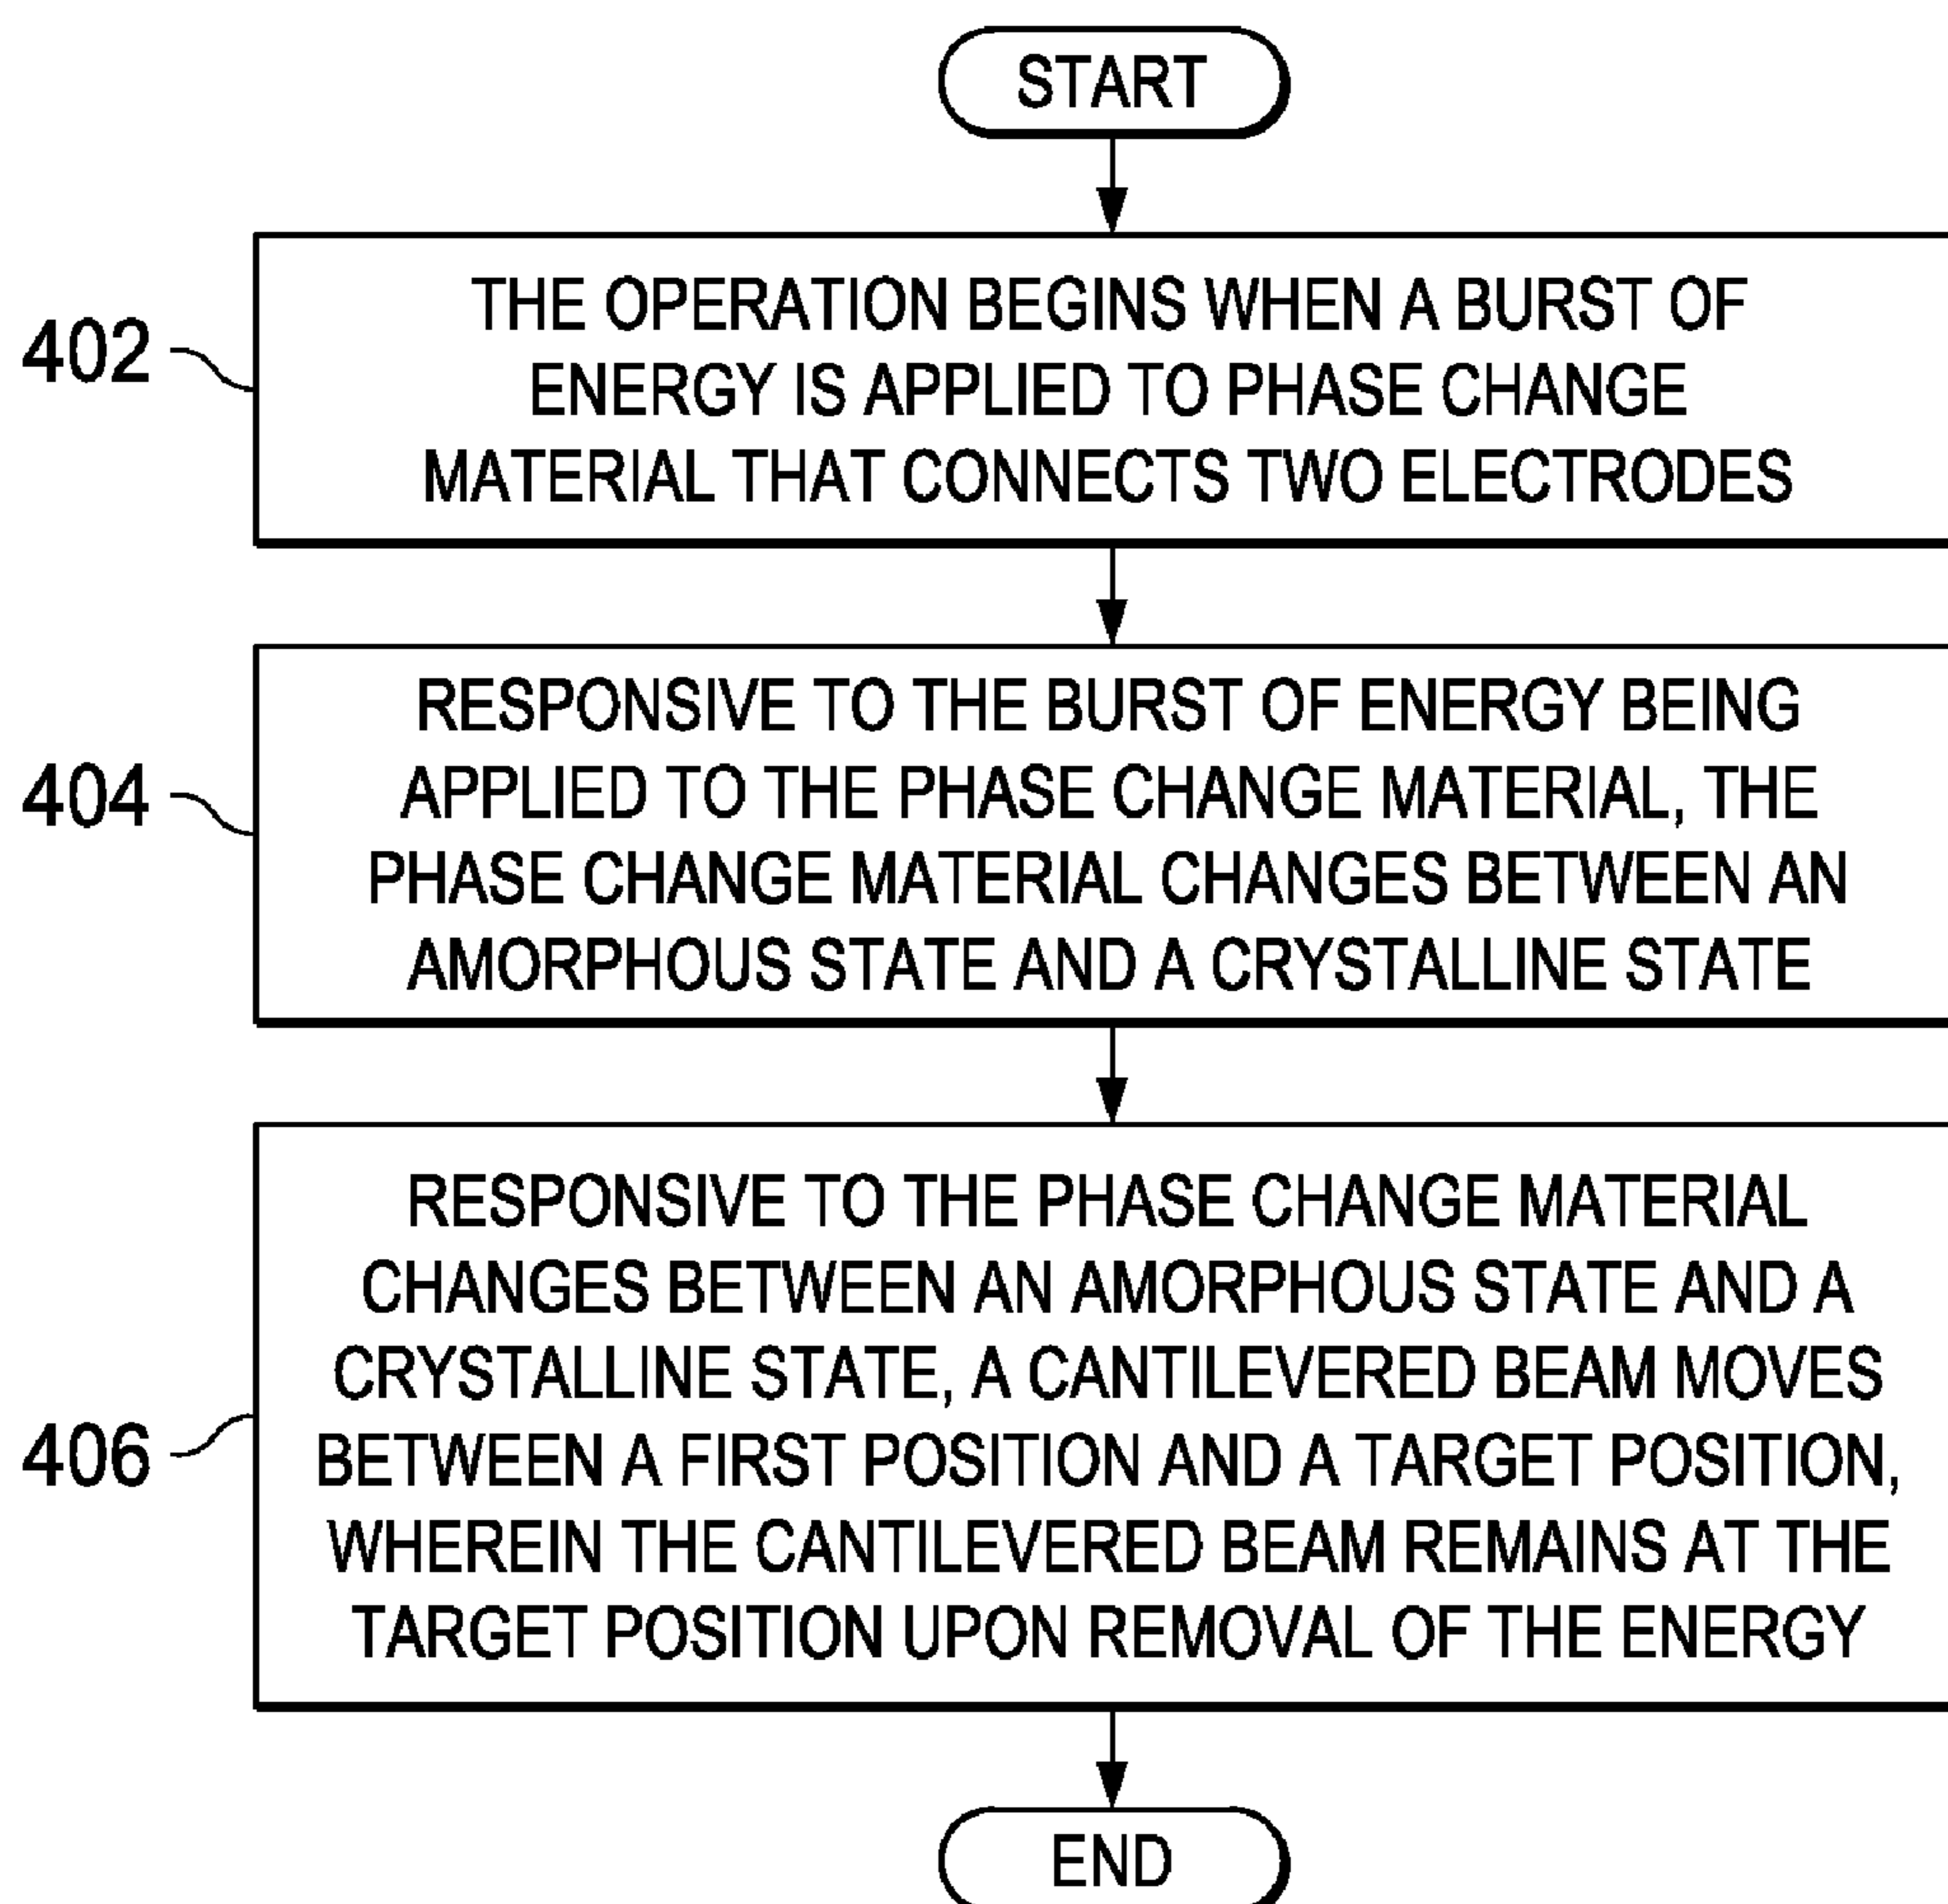 START
402
THE OPERATION BEGINS WHEN A BURST OF
ENERGY IS APPLIED TO PHASE CHANGE
MATERIAL THAT CONNECTS TWO ELECTRODES
404
RESPONSIVE TO THE BURST OF ENERGY BEING
APPLIED TO THE PHASE CHANGE MATERIAL, THE
PHASE CHANGE MATERIAL CHANGES BETWEEN AN
AMORPHOUS STATE AND A CRYSTALLINE STATE
406
RESPONSIVE TO THE PHASE CHANGE MATERIAL
CHANGES BETWEEN AN AMORPHOUS STATE AND A
CRYSTALLINE STATE, A CANTILEVERED BEAM MOVES
BETWEEN A FIRST POSITION AND A TARGET POSITION,
WHEREIN THE CANTILEVERED BEAM REMAINS AT THE
TARGET POSITION UPON REMOVAL OF THE ENERGY
END